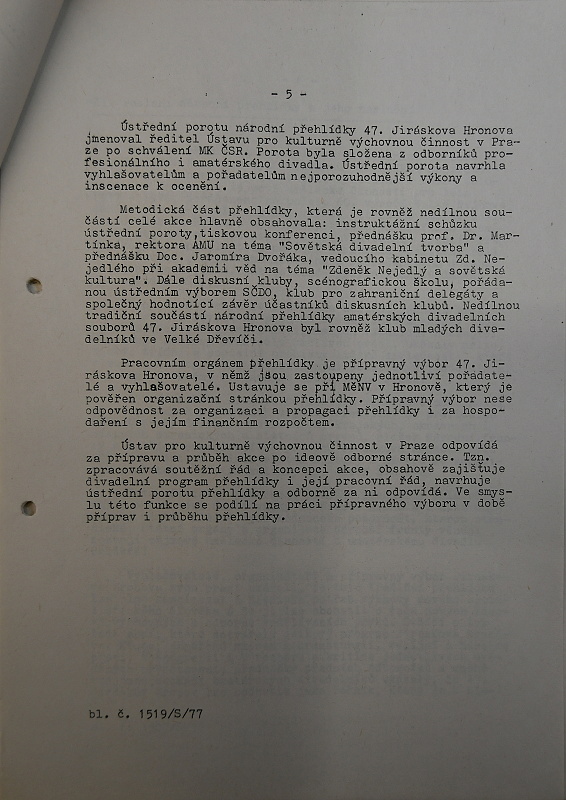 - 5 -
Ústřední porotu národní přehlídky 47. Jiráskova Hronova
jmenoval ředitel Ústavu pro kulturně výchovnou činnost v Pra-
ze po schválení MK ČSR. Porota byla složena z odborníků pro-
fesionálního i amatérského divadla. Ústřední porota navrhla
vyhlašovatelům a pořadatelům nejporozuhodnější výkony a
inscenace k ocenění.
Metodická část přehlídky, která je rovněž nedílnou sou-
částí celé akce hlavně obsahovala: instruktážní schůzku
ústřední poroty,tiskovou konferenci, přednášku prof. Dr. Mar-
tínka, rektora AMU na téma "Sovětská divadelní tvorba" a
přednášku Doc. Jaromíra Dvořáka, vedoucího kabinetu Zd. Ne-
jedlého při akademii věd na téma "Zdeněk Nejedlý a sovětská
kultura". Dále diskusní kluby, scénografickou školu, pořáda-
nou ústředním výborem SČDO, klub pro zahraniční delegáty a
společný hodnotící závěr účastníků diskusních klubů. Nedílnou
tradiční součástí národní přehlídky amatérských divadelních
souborů 47. Jiráskova Hronova byl rovněž klub mladých diva-
delníků ve Velké Dřevíči.
Pracovním orgánem přehlídky je přípravný výbor 47. Ji-
ráskova Hronova, v němž jsou zastoupeny jednotliví pořadate-
lé a vyhlašovatelé. Ustavuje se při MěNV v Hronově, který je
pověřen organizační stránkou přehlídky. Přípravný výbor nese
odpovědnost za organizaci a propagaci přehlídky i za hospo-
daření s jejím finančním rozpočtem.
Ústav pro kulturně výchovnou činnost v Praze odpovídá
za přípravu a průběh akce po ideově odborné stránce. Tzn.
zpracovává soutěžní řád a koncepci akce, obsahově zajišťuje
divadelní program přehlídky i její pracovní řád, navrhuje
ústřední porotu přehlídky a odborně za ni odpovídá. Ve smys-
lu této funkce se podílí na práci přípravného výboru v době
příprav i průběhu přehlídky.
bl. č. 1519/S/77